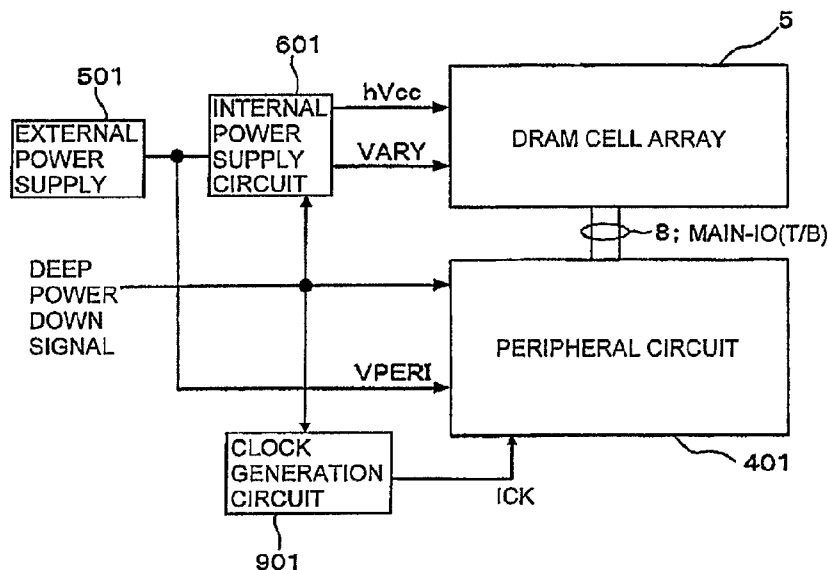 5
601
501
hVcc
INTERNAL
POWER
SUPPLY
CIRCUIT
EXTERNAL
POWER
SUPPLY
DRAM CELL ARRAY
VARY
8; MAIN-IO(T/B)
DEEP
POWER
DOWN
SIGNAL
PERIPHERAL CIRCUIT
VPERI
CLOCK
GENERATION
CIRCUIT
401
ICK
901